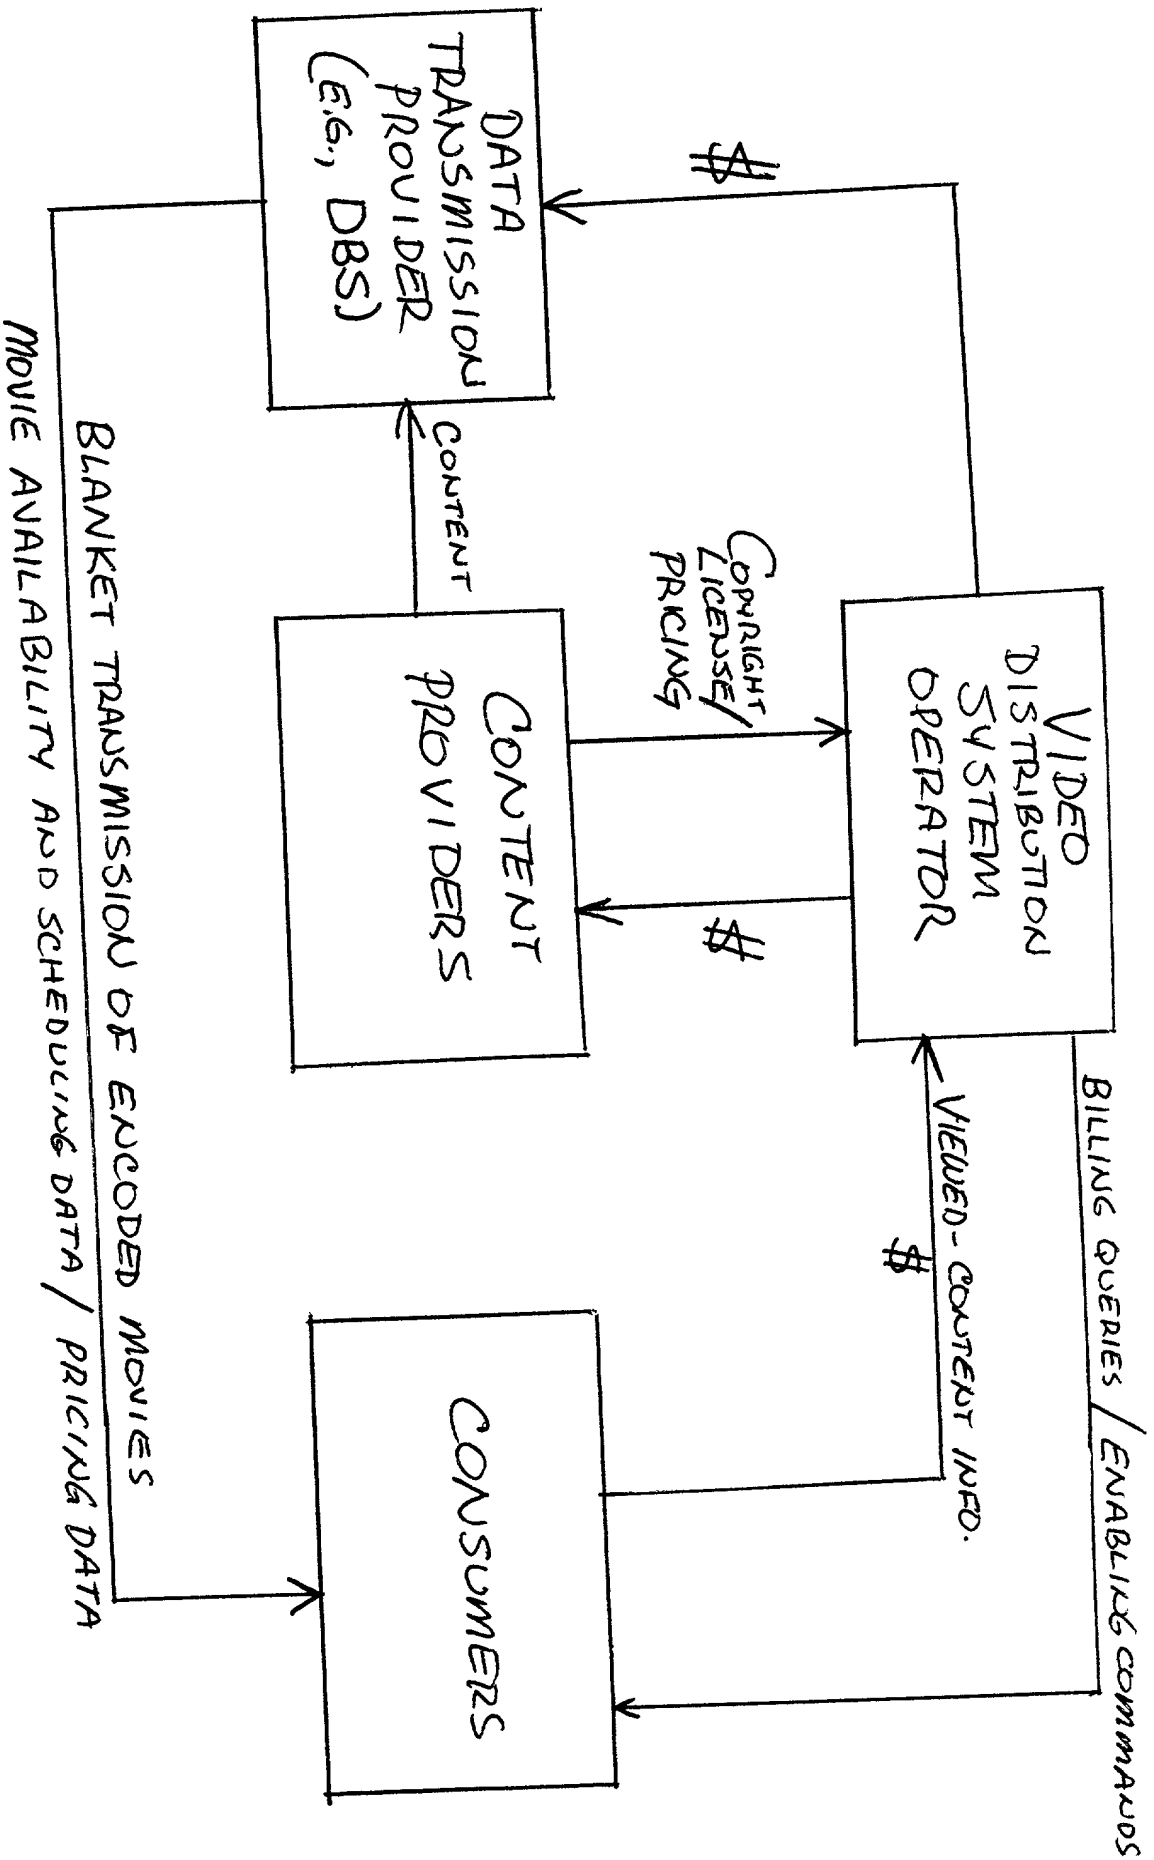 BILLING QUERIES / ENABLING COMMANDS
VIDEO
DISTRIBUTION
SYSTEM
OPERATOR
VIEWED-CONTENT INFO.
$
$
COPYRIGHT
LICENSE/
PRICING
$
DATA
TRANSMISSION
PROVIDER
(E.G., DBS)
CONTENT
CONTENT
PROVIDERS
CONSUMERS
BLANKET TRANSMISSION OF ENCODED MOVIES
MOVIE AVAILABILITY AND SCHEDULING DATA / PRICING DATA